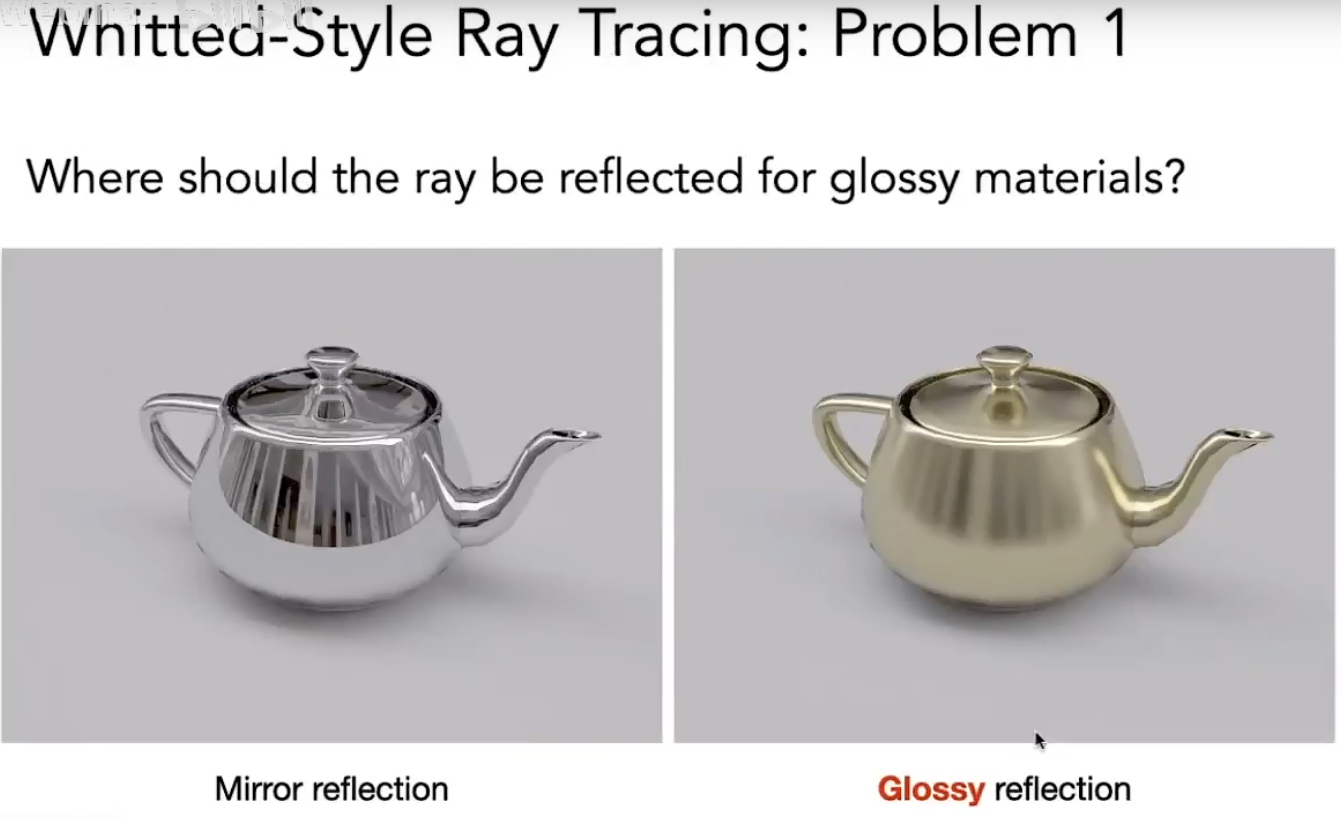 Whitted-Style Ray Tracing: Problem 1
Where should the ray be reflected for glossy materials?
Mirror reflection
Glossy reflection